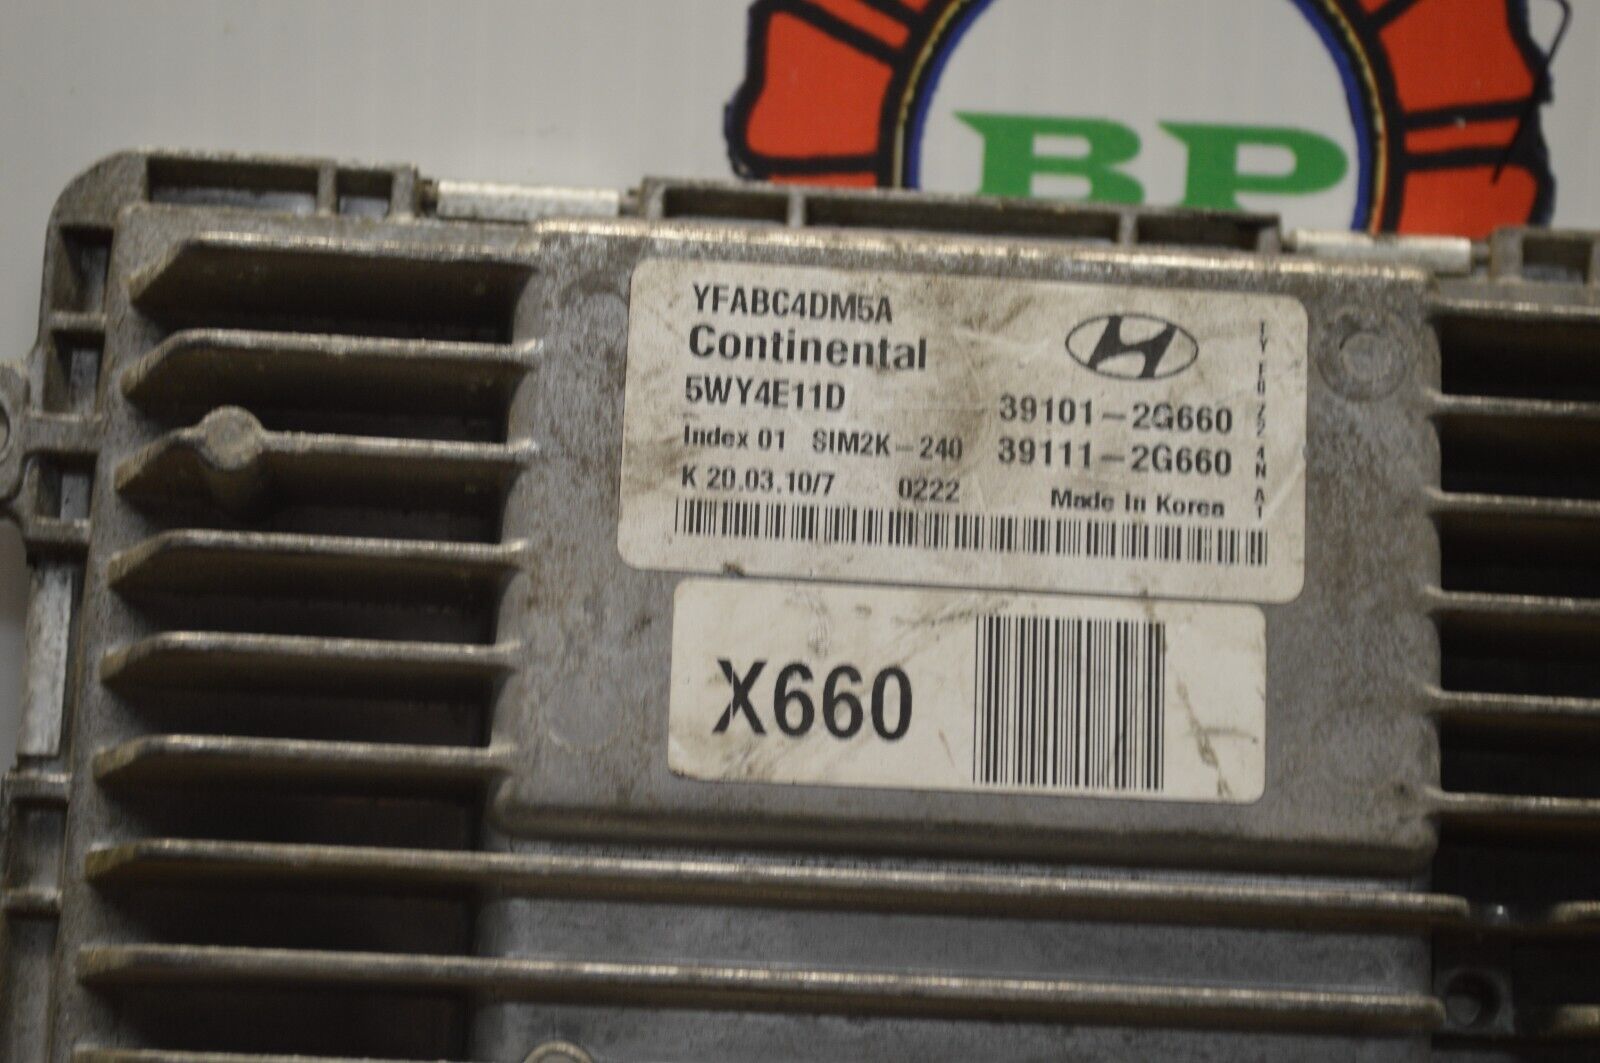 BP
YFABC4DM5A
Continental
5WY4E11D
39101-2G660
Index 01 SIM2K-240
39111-2G660
K 20.03.10/7 0222 Made In Korea
X660